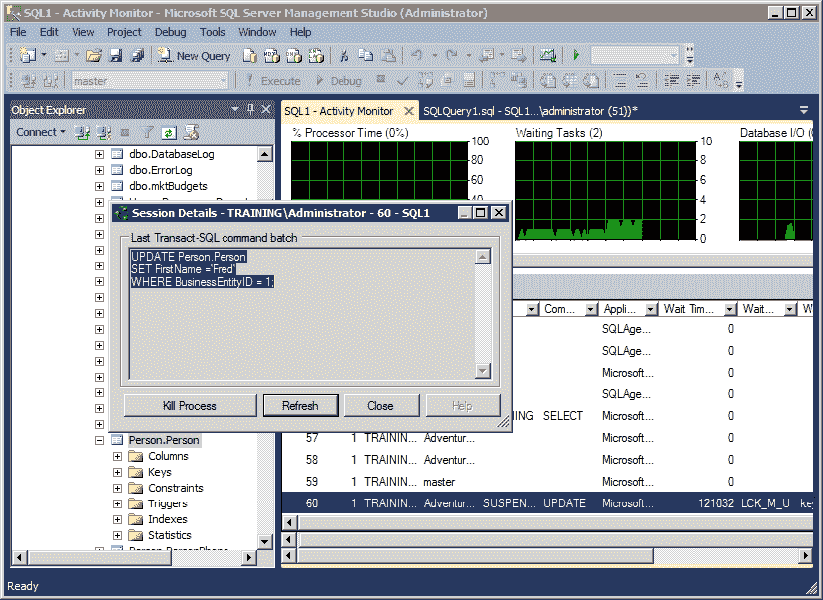 SQL1 - Activity Monitor - Microsoft SQL Server Management Studio (Administrator)
File Edit View Project Debug Tools Window Help
New Query
master Execute Debug
Object Explorer
SQL1 - Activity Monitor SQLQuery1.sql - SQL1...\administrator (51))*
Connect
dbo.DatabaseLog
dbo.ErrorLog
dbo.mktBudgets
% Processor Time (0%)
100
80
60
40
Waiting Tasks (2)
10
8
6
4
2
0
Database I/O (
Session Details - TRAINING\Administrator - 60 - SQL1
Last Transact-SQL command batch
UPDATE Person.Person
SET FirstName ='Fred'
WHERE BusinessEntityID = 1;
Kill Process Refresh Close Help
Com... Appli... Wait Tim... Wait... W
SQLAge... 0
SQLAge... 0
Microsoft... 0
SQLAge... 0
ING SELECT Microsoft... 0
57 1 TRAININ... Adventur... Microsoft... 0
58 1 TRAININ... Adventur... Microsoft... 0
59 1 TRAININ... master Microsoft... 0
60 1 TRAININ... Adventur... SUSPEN... UPDATE Microsoft... 121032 LCK_M_U ke
Person.Person
Columns
Keys
Constraints
Triggers
Indexes
Statistics
Ready